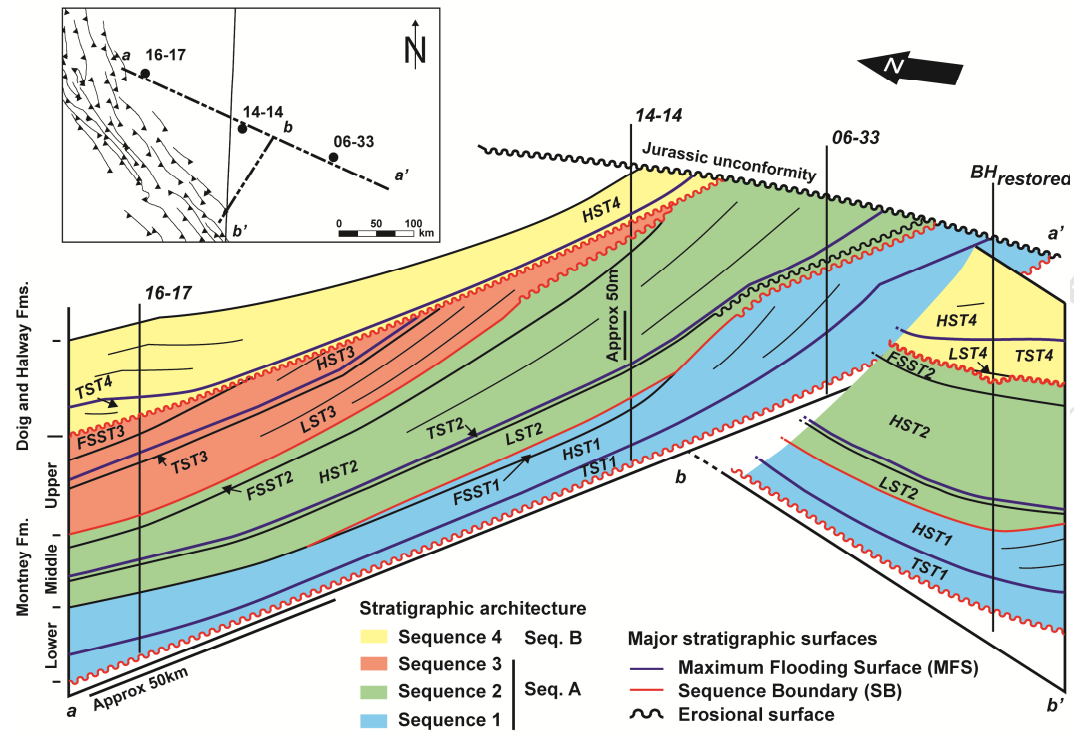 a
16-17
14-14
b
06-33
a'
b'
0 50 50 100
km
N
N
14-14
06-33
Jurassic unconformity
BHrestored
a'
HST4
16-17
Approx 50m
HST4
LST4
TST4
FSST2
TST4
HST3
FSST3
LST3
TST3
TST2
HST2
LST2
FSST2
HST2
HST1
TST1
FSST1
LST2
HST1
TST1
b
Doig and Halway Fms.
Montney Fm.
Upper
Middle
Lower
Approx 50km
a
b'
Stratigraphic architecture
Sequence 4 Seq. B
Sequence 3
Sequence 2 Seq. A
Sequence 1
Major stratigraphic surfaces
Maximum Flooding Surface (MFS)
Sequence Boundary (SB)
Erosional surface